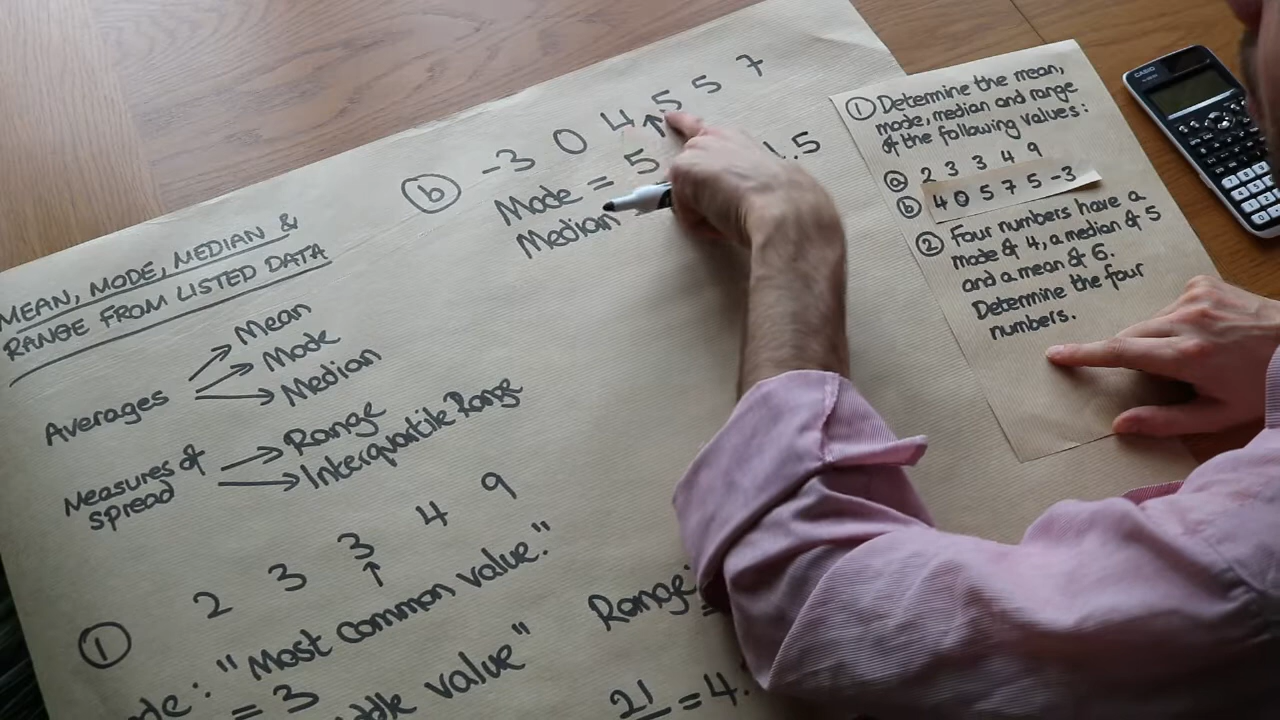 MEAN, MODE, MEDIAN &
RANGE FROM LISTED DATA
Averages → Mean
→ Mode
→ Median
Measures of spread → Range
→ Interquartile Range
① 2 3 3 4 9
↑
: "Most common value."
= 3
value"
Range:
21 = 4.
ⓑ -3 0 4 5 5 7
↑
Mode = 5
Median
.5
① Determine the mean,
mode, median and range
of the following values:
ⓐ 2 3 3 4 9
ⓑ 4 0 5 7 5 -3
② Four numbers have a
mode of 4, a median of 5
and a mean of 6.
Determine the four
numbers.
CASIO